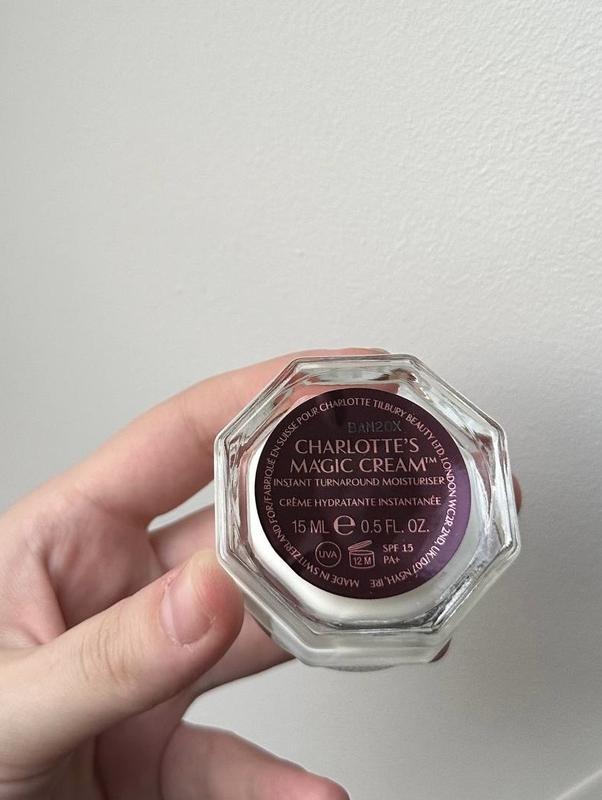 BAN20X
CHARLOTTE'S
MAGIC CREAM™
INSTANT TURNAROUND MOISTURISER
CRÈME HYDRATANTE INSTANTANÉE
15 ML ℮ 0.5 FL. OZ.
UVA
12 M
SPF 15
PA+
MADE IN SWITZERLAND FOR/FABRIQUÉ EN SUISSE POUR CHARLOTTE TILBURY BEAUTY LTD, LONDON WC2R 2ND, UK/D07 N5YH, IRE